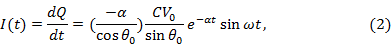 I(t) = dQ/dt = (−α/cos θ₀) CV₀/sin θ₀ e^{−αt} sin ωt, (2)